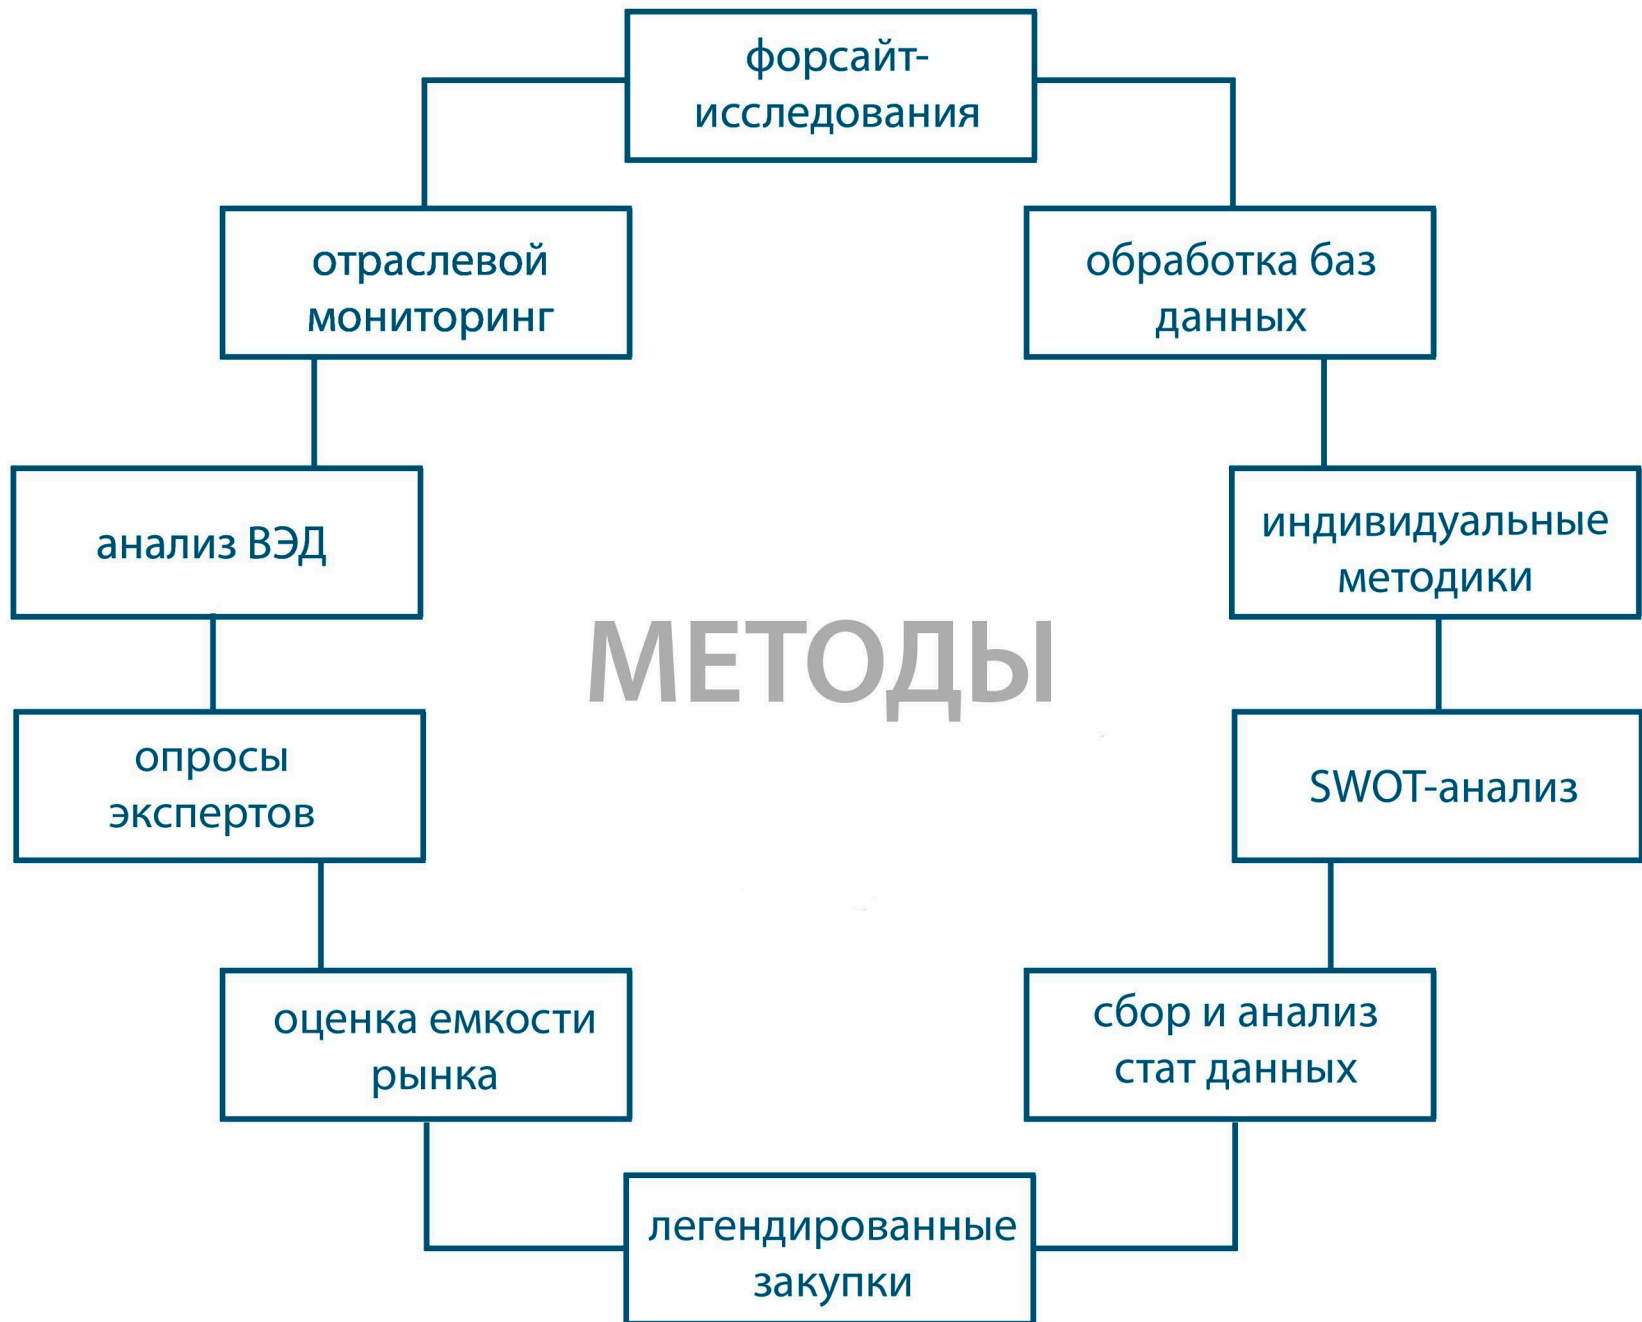 форсайт-
исследования
отраслевой
мониторинг
обработка баз
данных
анализ ВЭД
индивидуальные
методики
МЕТОДЫ
опросы
экспертов
SWOT-анализ
оценка емкости
рынка
сбор и анализ
стат данных
легендированные
закупки